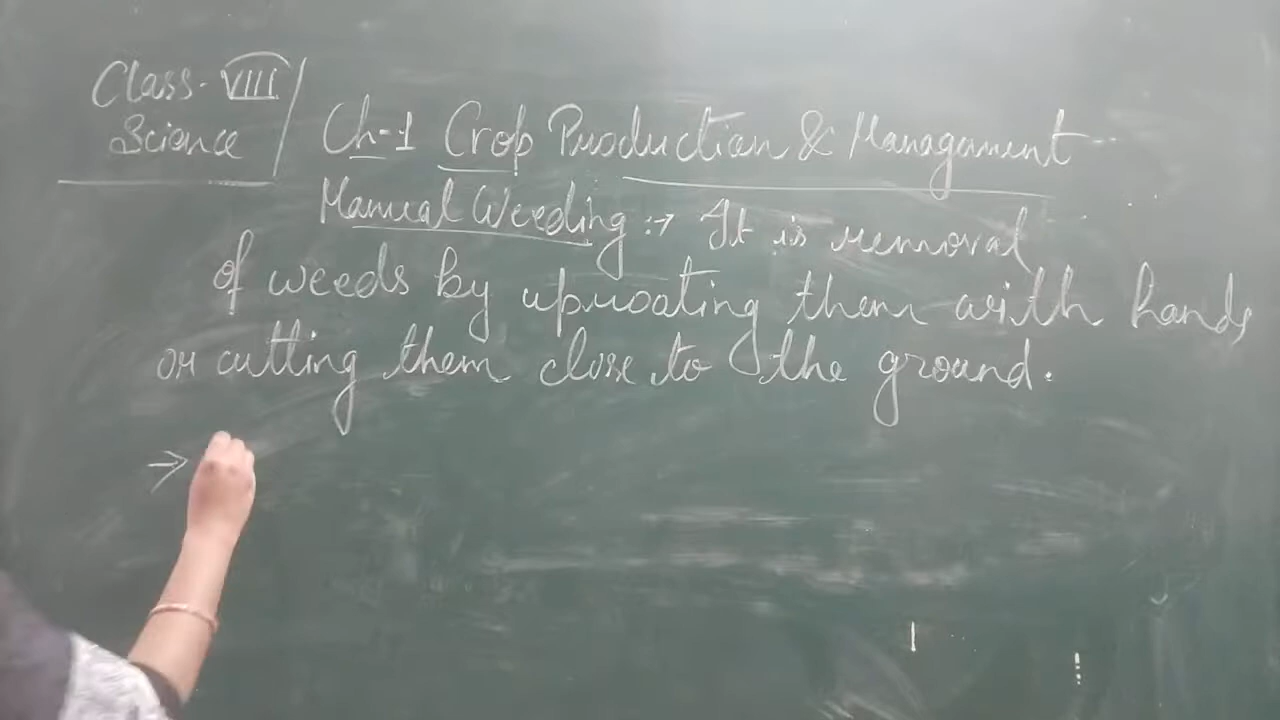 Class-VIII
Science
Ch-1 Crop Production & Management
Manual Weeding :→ It is removal
of weeds by uprooting them with hands
or cutting them close to the ground.
→